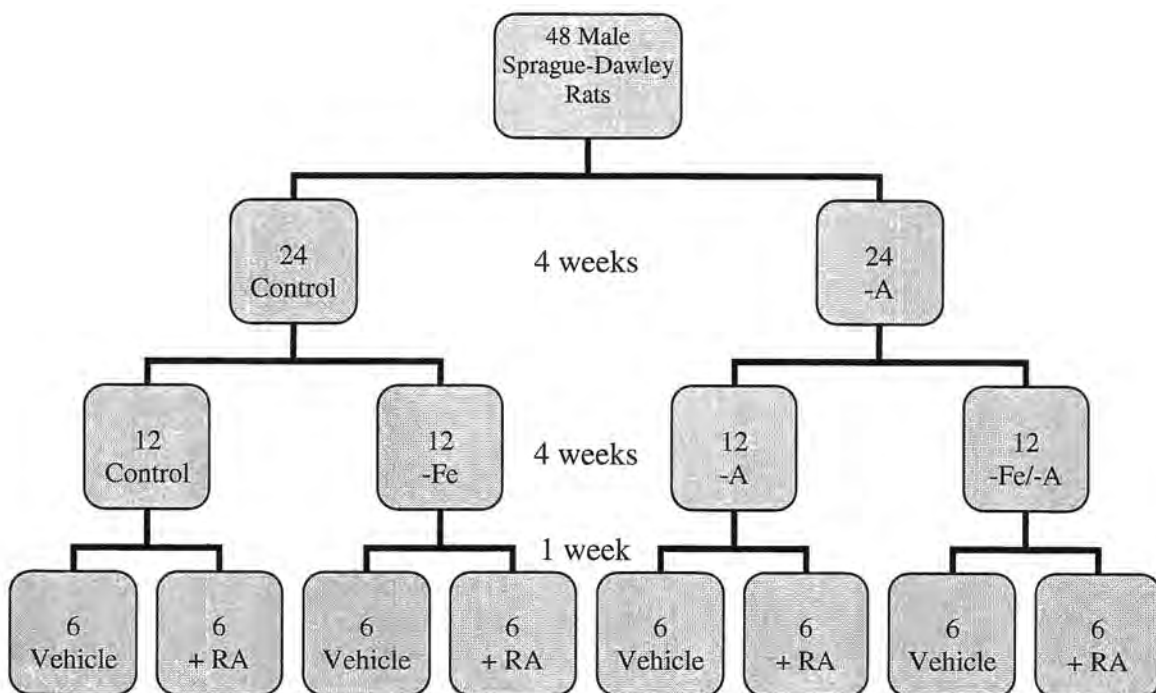 48 Male
Sprague-Dawley
Rats
24
Control
4 weeks
24
-A
12
Control
12
-Fe
4 weeks
12
-A
12
-Fe/-A
1 week
6
Vehicle
6
+ RA
6
Vehicle
6
+ RA
6
Vehicle
6
+ RA
6
Vehicle
6
+ RA